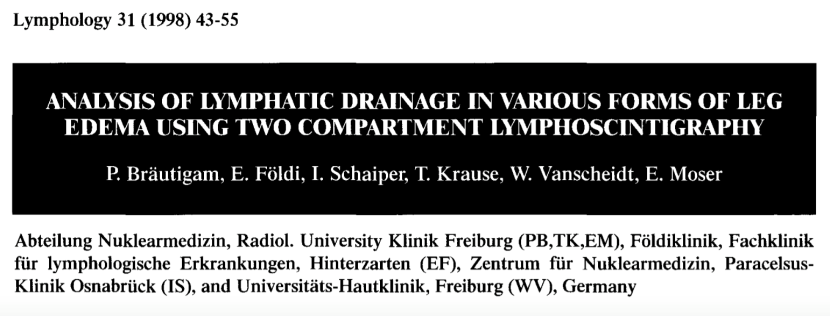 Lymphology 31 (1998) 43-55
ANALYSIS OF LYMPHATIC DRAINAGE IN VARIOUS FORMS OF LEG
EDEMA USING TWO COMPARTMENT LYMPHOSCINTIGRAPHY
P. Bräutigam, E. Földi, I. Schaiper, T. Krause, W. Vanscheidt, E. Moser
Abteilung Nuklearmedizin, Radiol. University Klinik Freiburg (PB,TK,EM), Földiklinik, Fachklinik
für lymphologische Erkrankungen, Hinterzarten (EF), Zentrum für Nuklearmedizin, Paracelsus-
Klinik Osnabrück (IS), and Universitäts-Hautklinik, Freiburg (WV), Germany